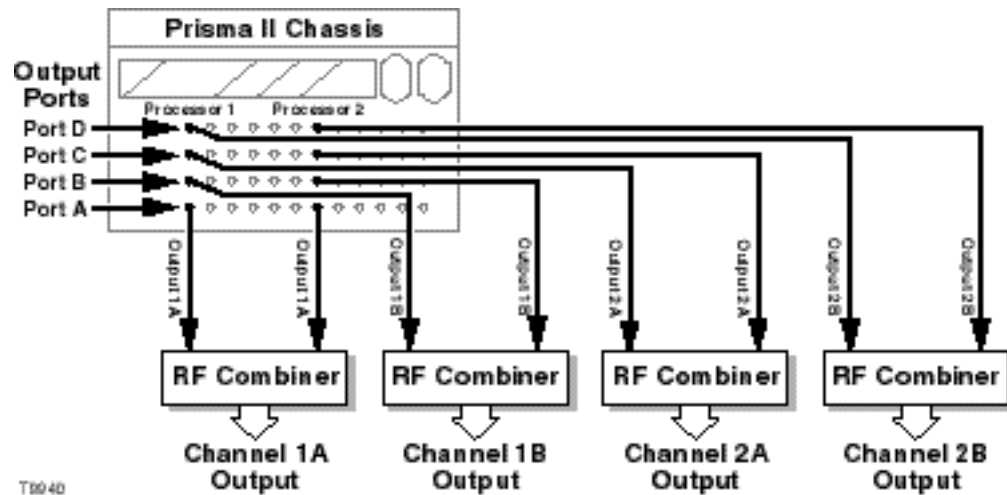 Prisma II Chassis
Output
Ports
Processor 1 Processor 2
Port D
Port C
Port B
Port A
Output 1A
Output 1A
Output 1B
Output 1B
Output 2A
Output 2A
Output 2B
Output 2B
RF Combiner RF Combiner RF Combiner RF Combiner
Channel 1A Channel 1B Channel 2A Channel 2B
Output Output Output Output
T9940